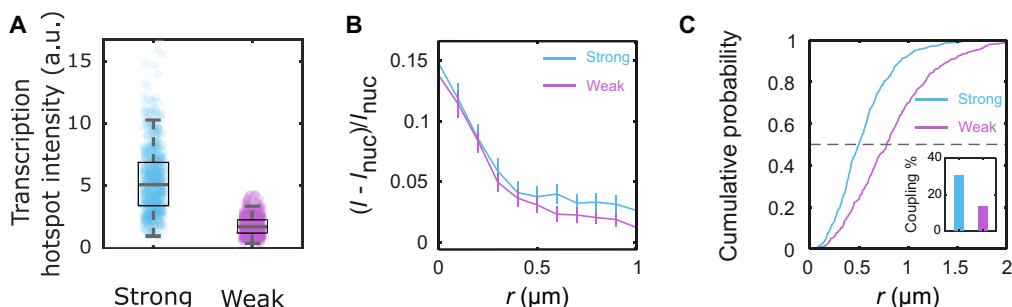 A
Transcription
hotspot intensity (a.u.)
15
10
5
0
Strong
Weak
B
(I - Inuc)/Inuc
0.15
0.1
0.05
0
Strong
Weak
0
0.5
1
r (μm)
C
Cumulative probability
1
0.8
0.6
0.4
0.2
0
Strong
Weak
Coupling %
40
20
0
0
0.5
1
1.5
2
r (μm)